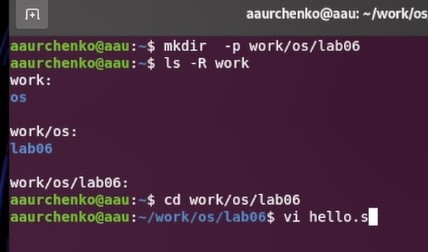 aaurchenko@aau: ~/work/os
aaurchenko@aau:~$ mkdir  -p work/os/lab06
aaurchenko@aau:~$ ls -R work
work:
os

work/os:
lab06

work/os/lab06:
aaurchenko@aau:~$ cd work/os/lab06
aaurchenko@aau:~/work/os/lab06$ vi hello.s